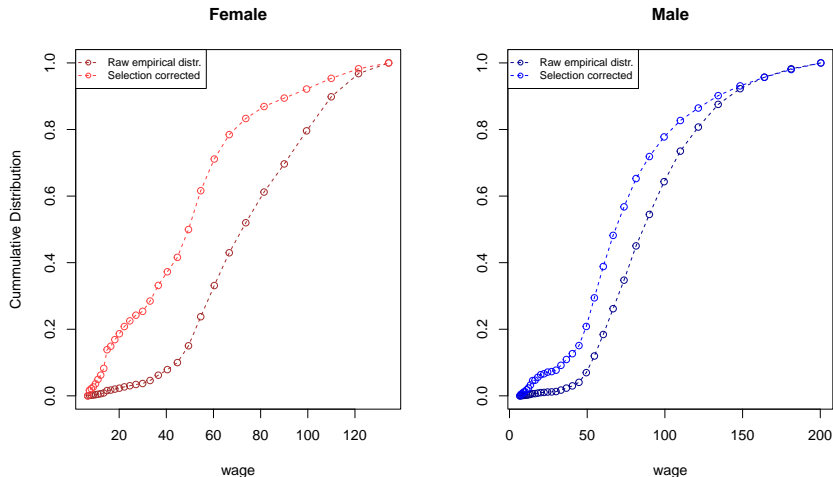 Female
Raw empirical distr.
Selection corrected
Cummulative Distribution
0.0
0.2
0.4
0.6
0.8
1.0
20
40
60
80
100
120
wage
Male
Raw empirical distr.
Selection corrected
0.0
0.2
0.4
0.6
0.8
1.0
0
50
100
150
200
wage